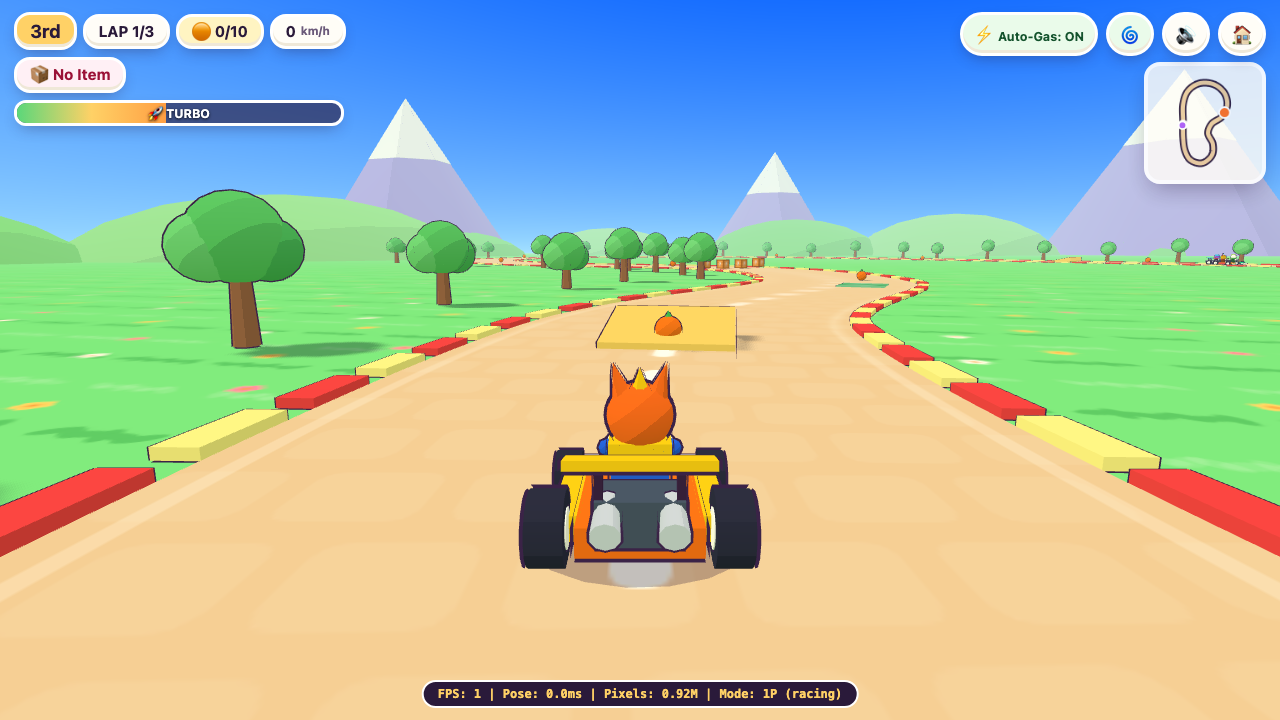 3rd
LAP 1/3
0/10
0 km/h
Auto-Gas: ON
No Item
TURBO
FPS: 1 | Pose: 0.0ms | Pixels: 0.92M | Mode: 1P (racing)